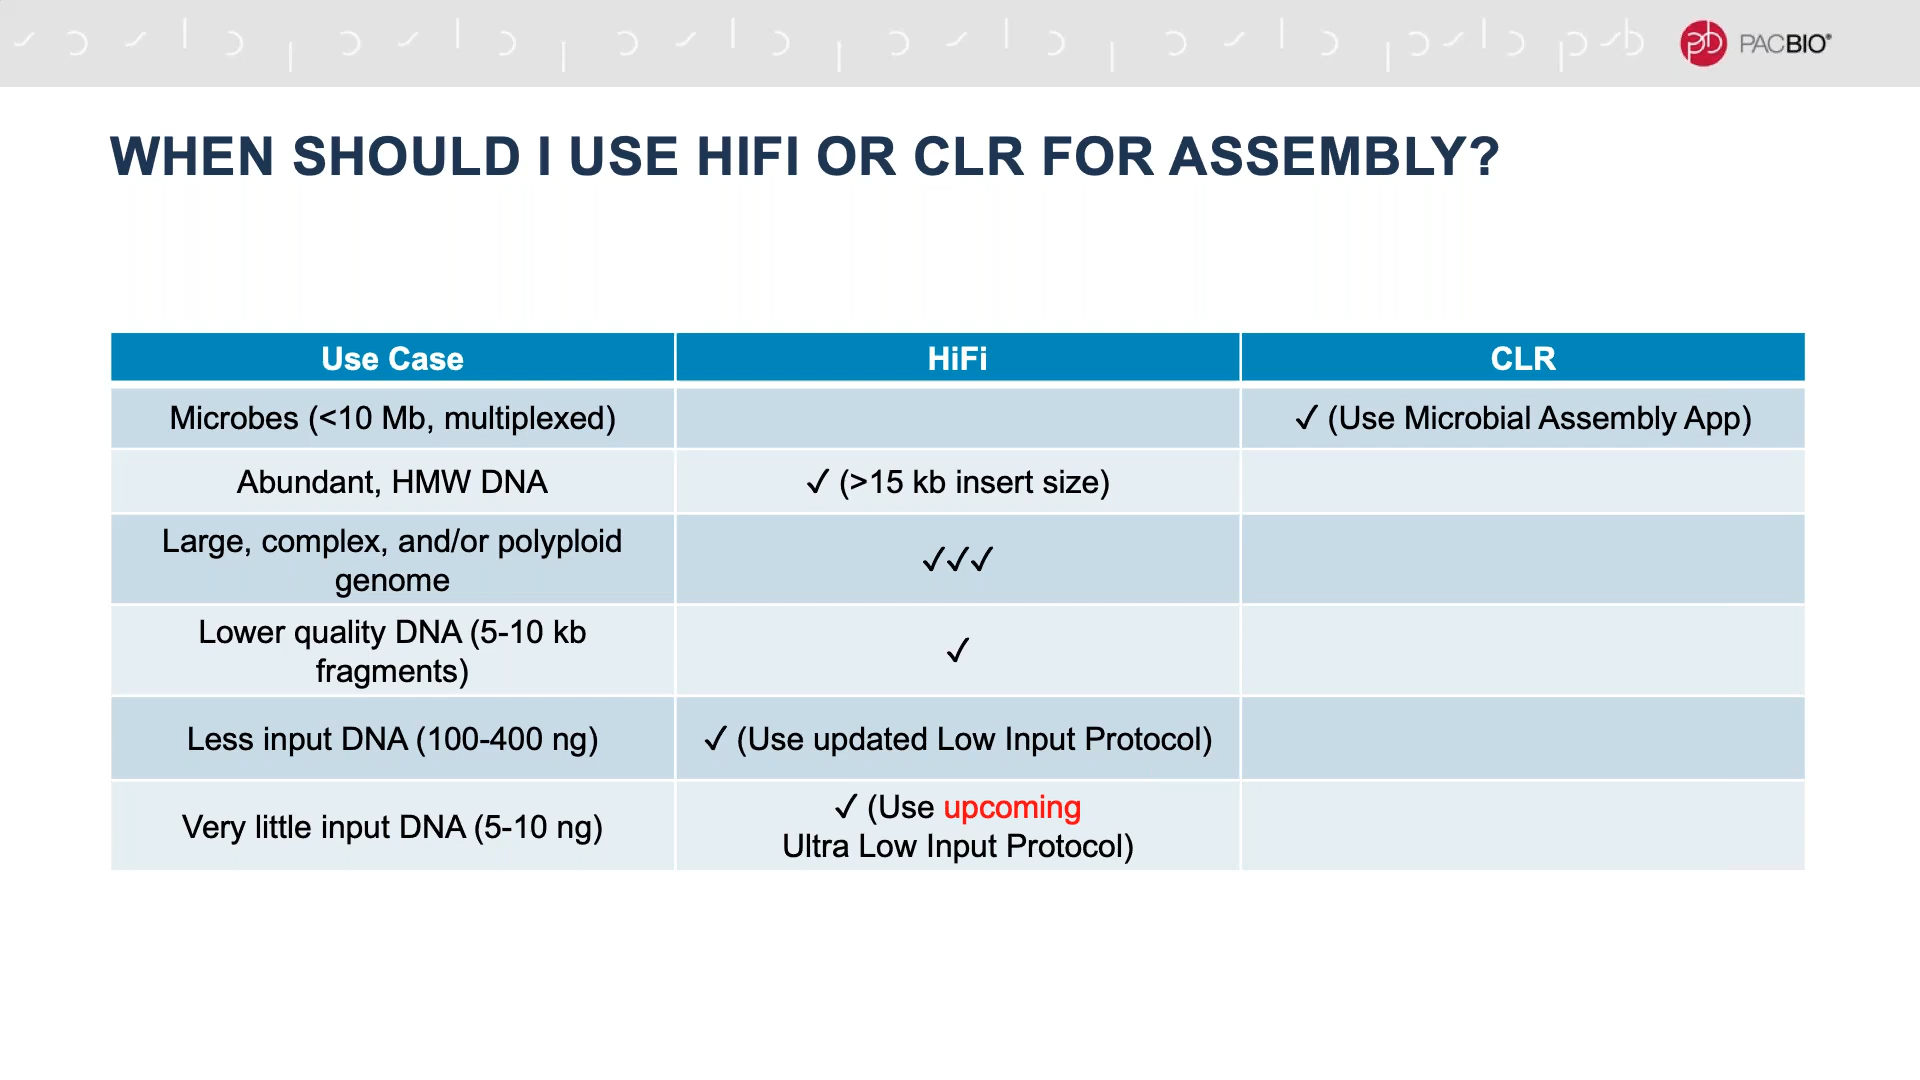 PACBIO®
WHEN SHOULD I USE HIFI OR CLR FOR ASSEMBLY?
Use Case HiFi CLR
Microbes (<10 Mb, multiplexed) ✓ (Use Microbial Assembly App)
Abundant, HMW DNA ✓ (>15 kb insert size)
Large, complex, and/or polyploid
genome
✓✓✓
Lower quality DNA (5-10 kb
fragments)
✓
Less input DNA (100-400 ng) ✓ (Use updated Low Input Protocol)
Very little input DNA (5-10 ng)
✓ (Use upcoming
Ultra Low Input Protocol)